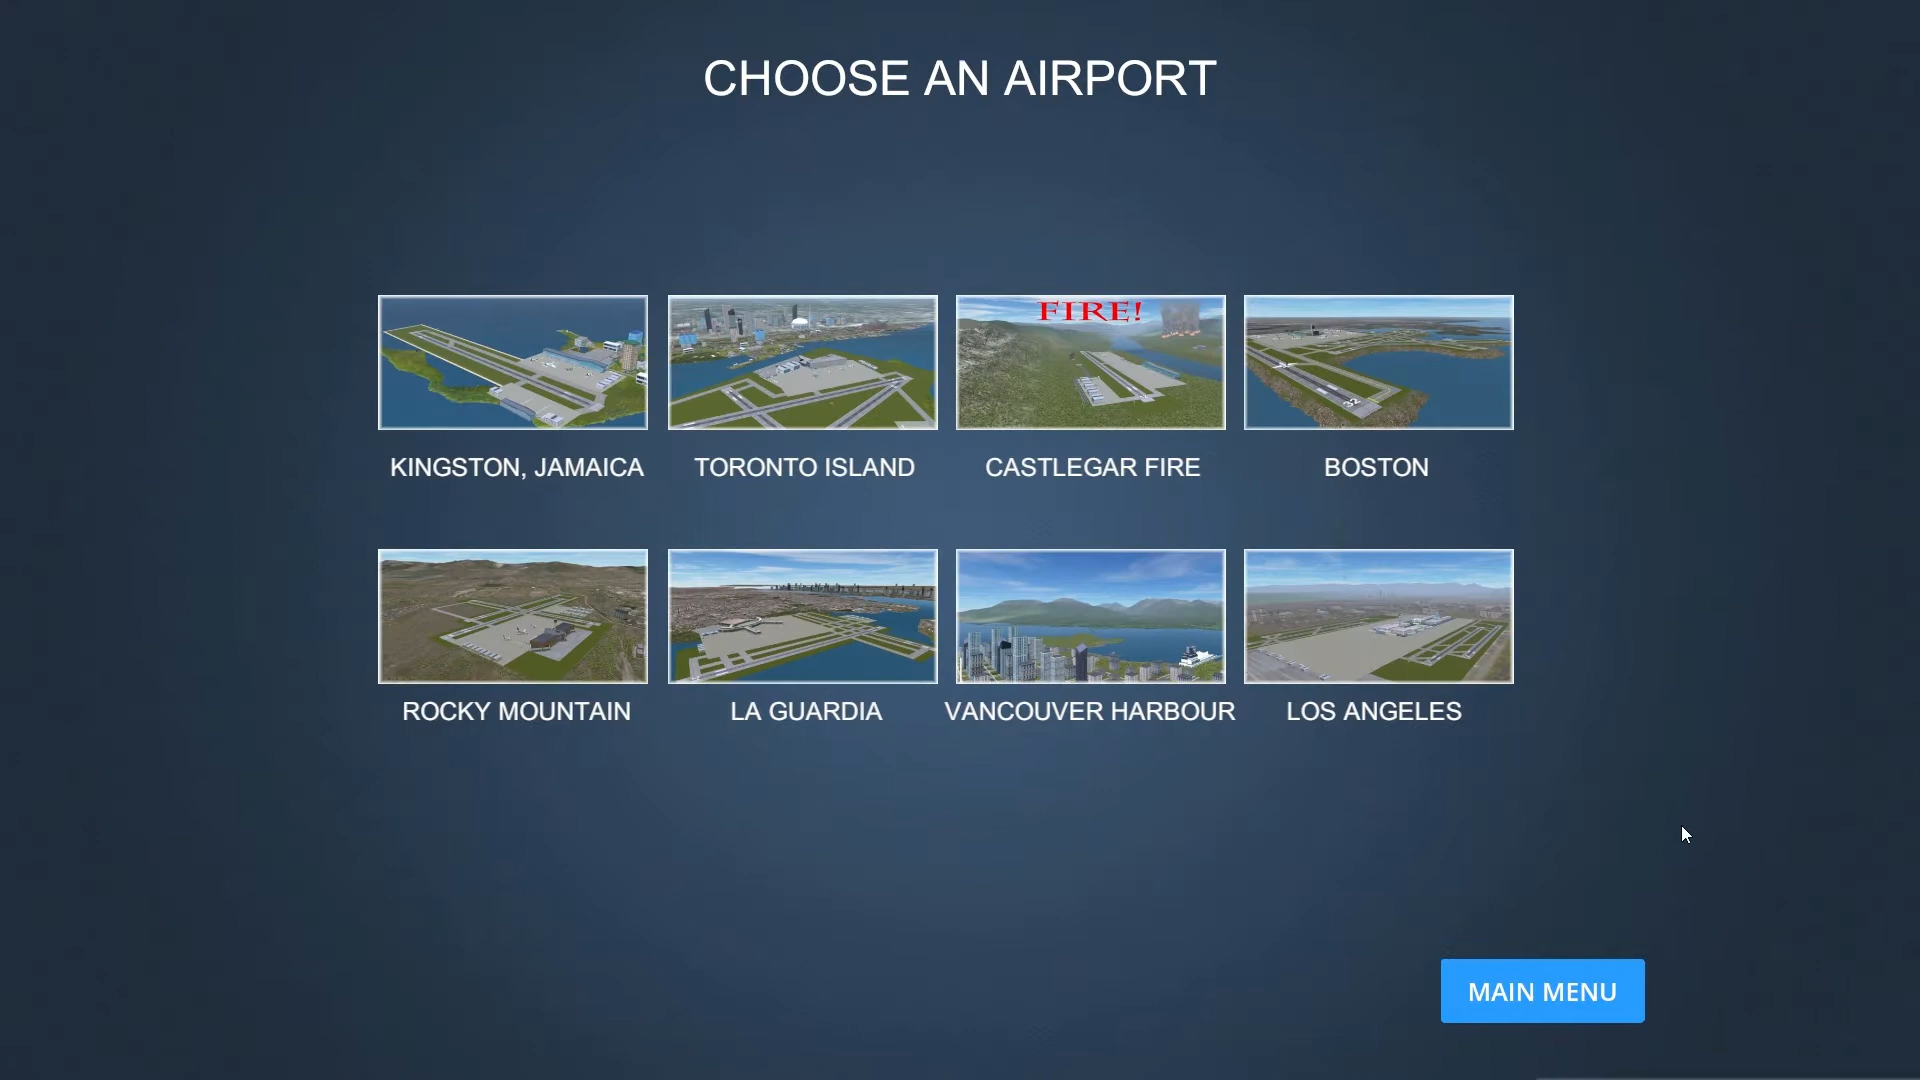 CHOOSE AN AIRPORT
FIRE!
32
KINGSTON, JAMAICA
TORONTO ISLAND
CASTLEGAR FIRE
BOSTON
ROCKY MOUNTAIN
LA GUARDIA
VANCOUVER HARBOUR
LOS ANGELES
MAIN MENU